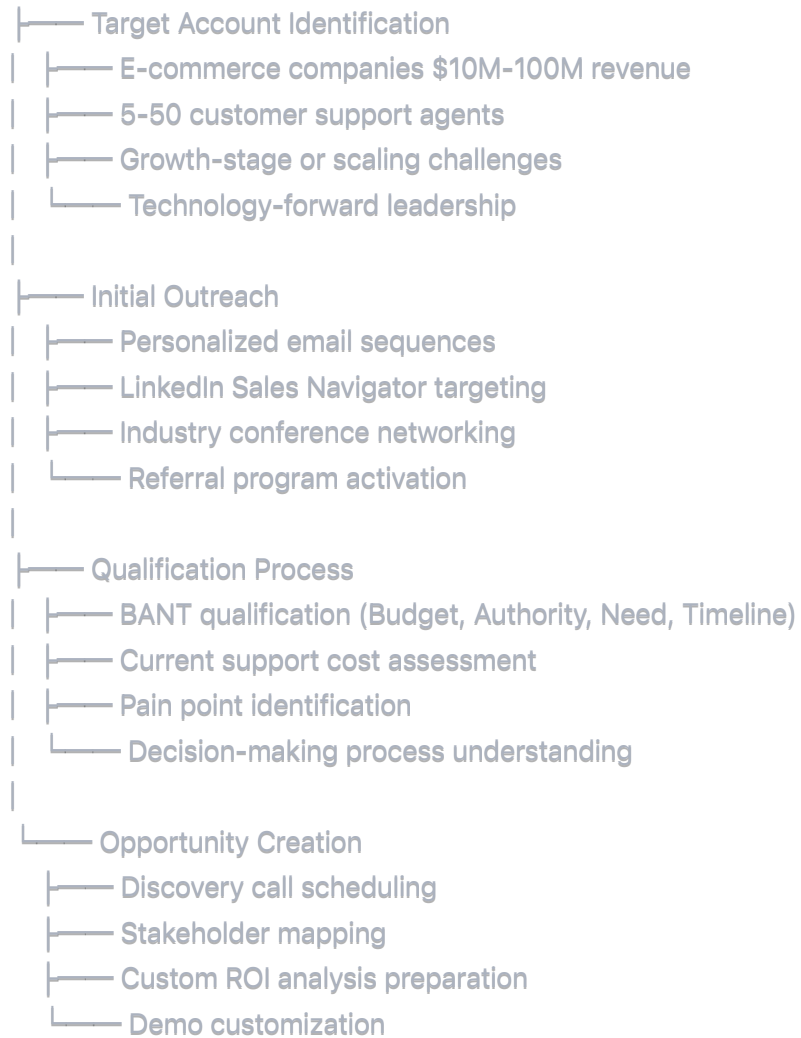 ├── Target Account Identification
│ ├── E-commerce companies $10M-100M revenue
│ ├── 5-50 customer support agents
│ ├── Growth-stage or scaling challenges
│ └── Technology-forward leadership
│
├── Initial Outreach
│ ├── Personalized email sequences
│ ├── LinkedIn Sales Navigator targeting
│ ├── Industry conference networking
│ └── Referral program activation
│
├── Qualification Process
│ ├── BANT qualification (Budget, Authority, Need, Timeline)
│ ├── Current support cost assessment
│ ├── Pain point identification
│ └── Decision-making process understanding
│
└── Opportunity Creation
├── Discovery call scheduling
├── Stakeholder mapping
├── Custom ROI analysis preparation
└── Demo customization